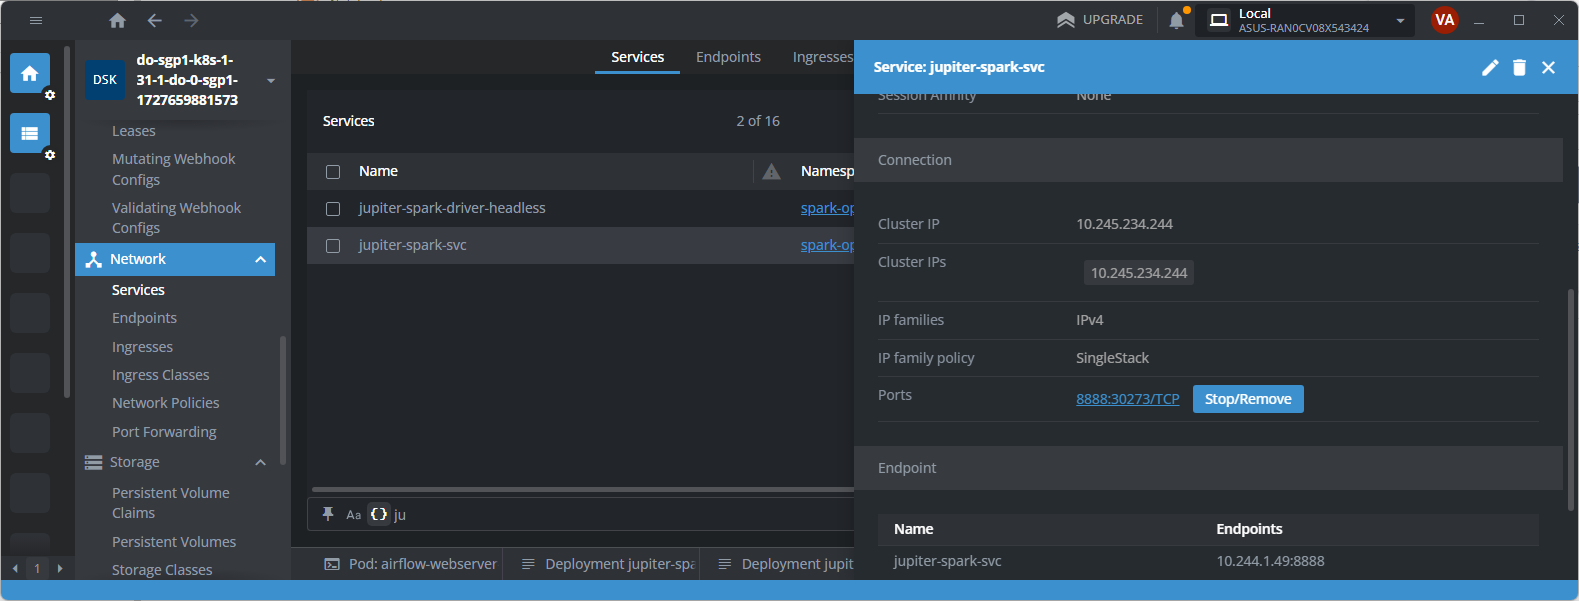 UPGRADE
Local
ASUS-RAN0CV08X543424
VA
DSK
do-sgp1-k8s-1-
31-1-do-0-sgp1-
1727659881573
Leases
Mutating Webhook
Configs
Validating Webhook
Configs
Network
Services
Endpoints
Ingresses
Ingress Classes
Network Policies
Port Forwarding
Storage
Persistent Volume
Claims
Persistent Volumes
Storage Classes
1
Services Endpoints Ingresses
Services 2 of 16
Name Namesp
jupiter-spark-driver-headless spark-op
jupiter-spark-svc spark-op
Aa {} ju
Pod: airflow-webserver Deployment jupiter-spa Deployment jupit
Service: jupiter-spark-svc
Session Affinity None
Connection
Cluster IP 10.245.234.244
Cluster IPs 10.245.234.244
IP families IPv4
IP family policy SingleStack
Ports 8888:30273/TCP Stop/Remove
Endpoint
Name Endpoints
jupiter-spark-svc 10.244.1.49:8888